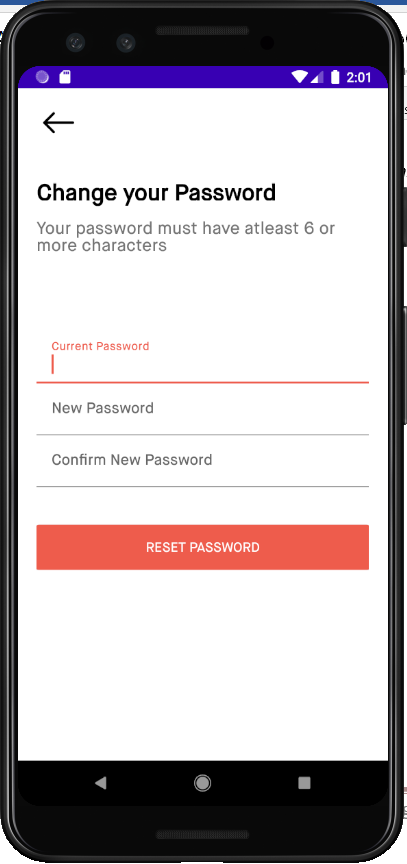 2:01
Change your Password
Your password must have atleast 6 or
more characters
Current Password
New Password
Confirm New Password
RESET PASSWORD